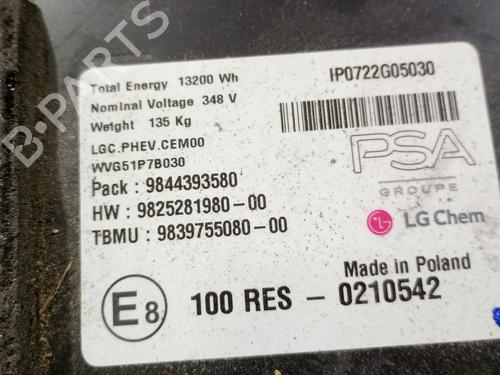 Total Energy 13200 Wh
Nominal Voltage 348 V
Weight 135 Kg
LGC.PHEV.CEM00
WVG51P7B030
Pack : 9844393580
HW : 9825281980-00
TBMU : 9839755080-00
IP0722G05030
PSA
GROUPE
LG Chem
Made in Poland
E8 100 RES - 0210542
B-PARTS